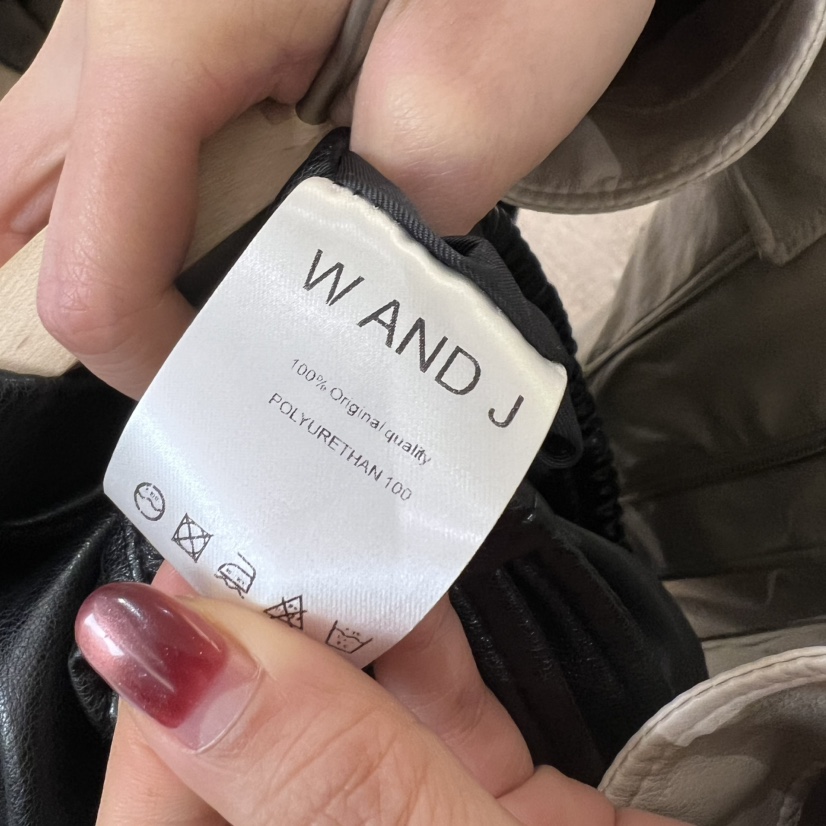 W AND J
100% Original quality
POLYURETHAN 100